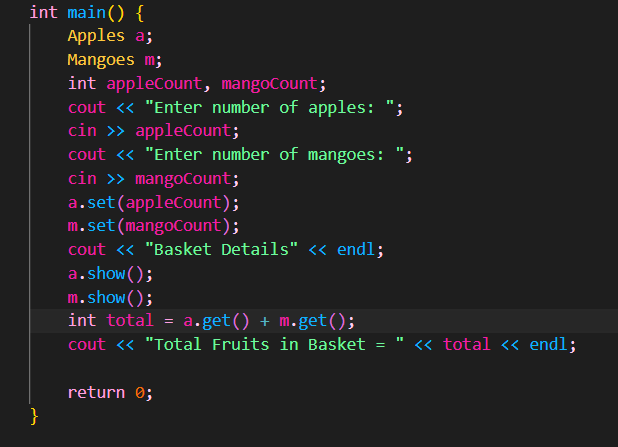 int main() {
    Apples a;
    Mangoes m;
    int appleCount, mangoCount;
    cout << "Enter number of apples: ";
    cin >> appleCount;
    cout << "Enter number of mangoes: ";
    cin >> mangoCount;
    a.set(appleCount);
    m.set(mangoCount);
    cout << "Basket Details" << endl;
    a.show();
    m.show();
    int total = a.get() + m.get();
    cout << "Total Fruits in Basket = " << total << endl;

    return 0;
}